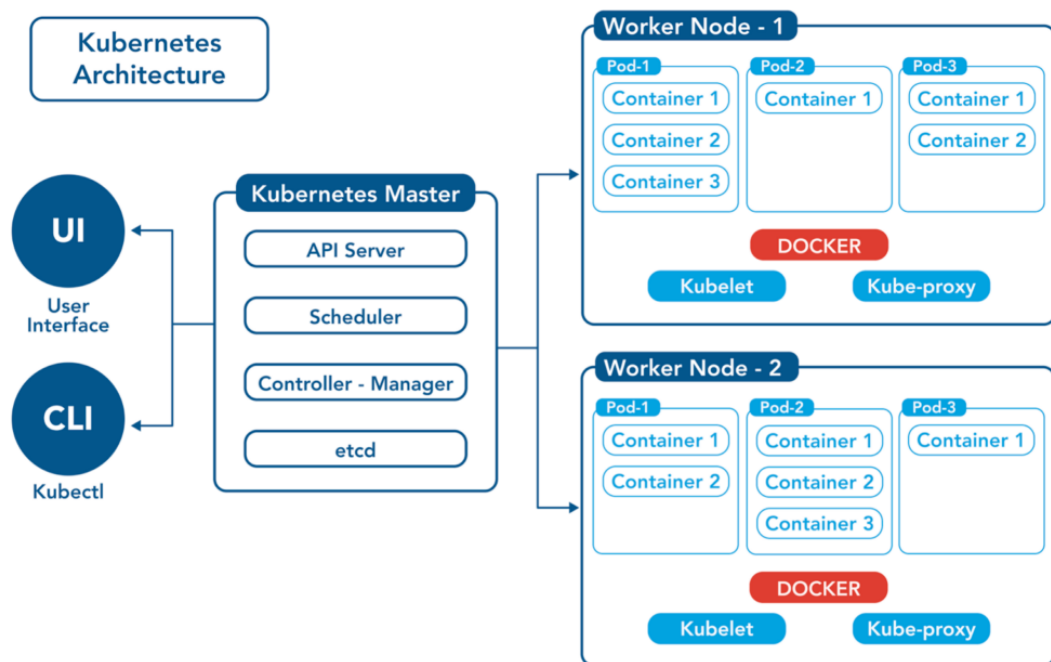 Kubernetes
Architecture
UI
User
Interface
CLI
Kubectl
Kubernetes Master
API Server
Scheduler
Controller - Manager
etcd
Worker Node - 1
Pod-1
Container 1
Container 2
Container 3
Pod-2
Container 1
Pod-3
Container 1
Container 2
DOCKER
Kubelet
Kube-proxy
Worker Node - 2
Pod-1
Container 1
Container 2
Pod-2
Container 1
Container 2
Container 3
Pod-3
Container 1
DOCKER
Kubelet
Kube-proxy